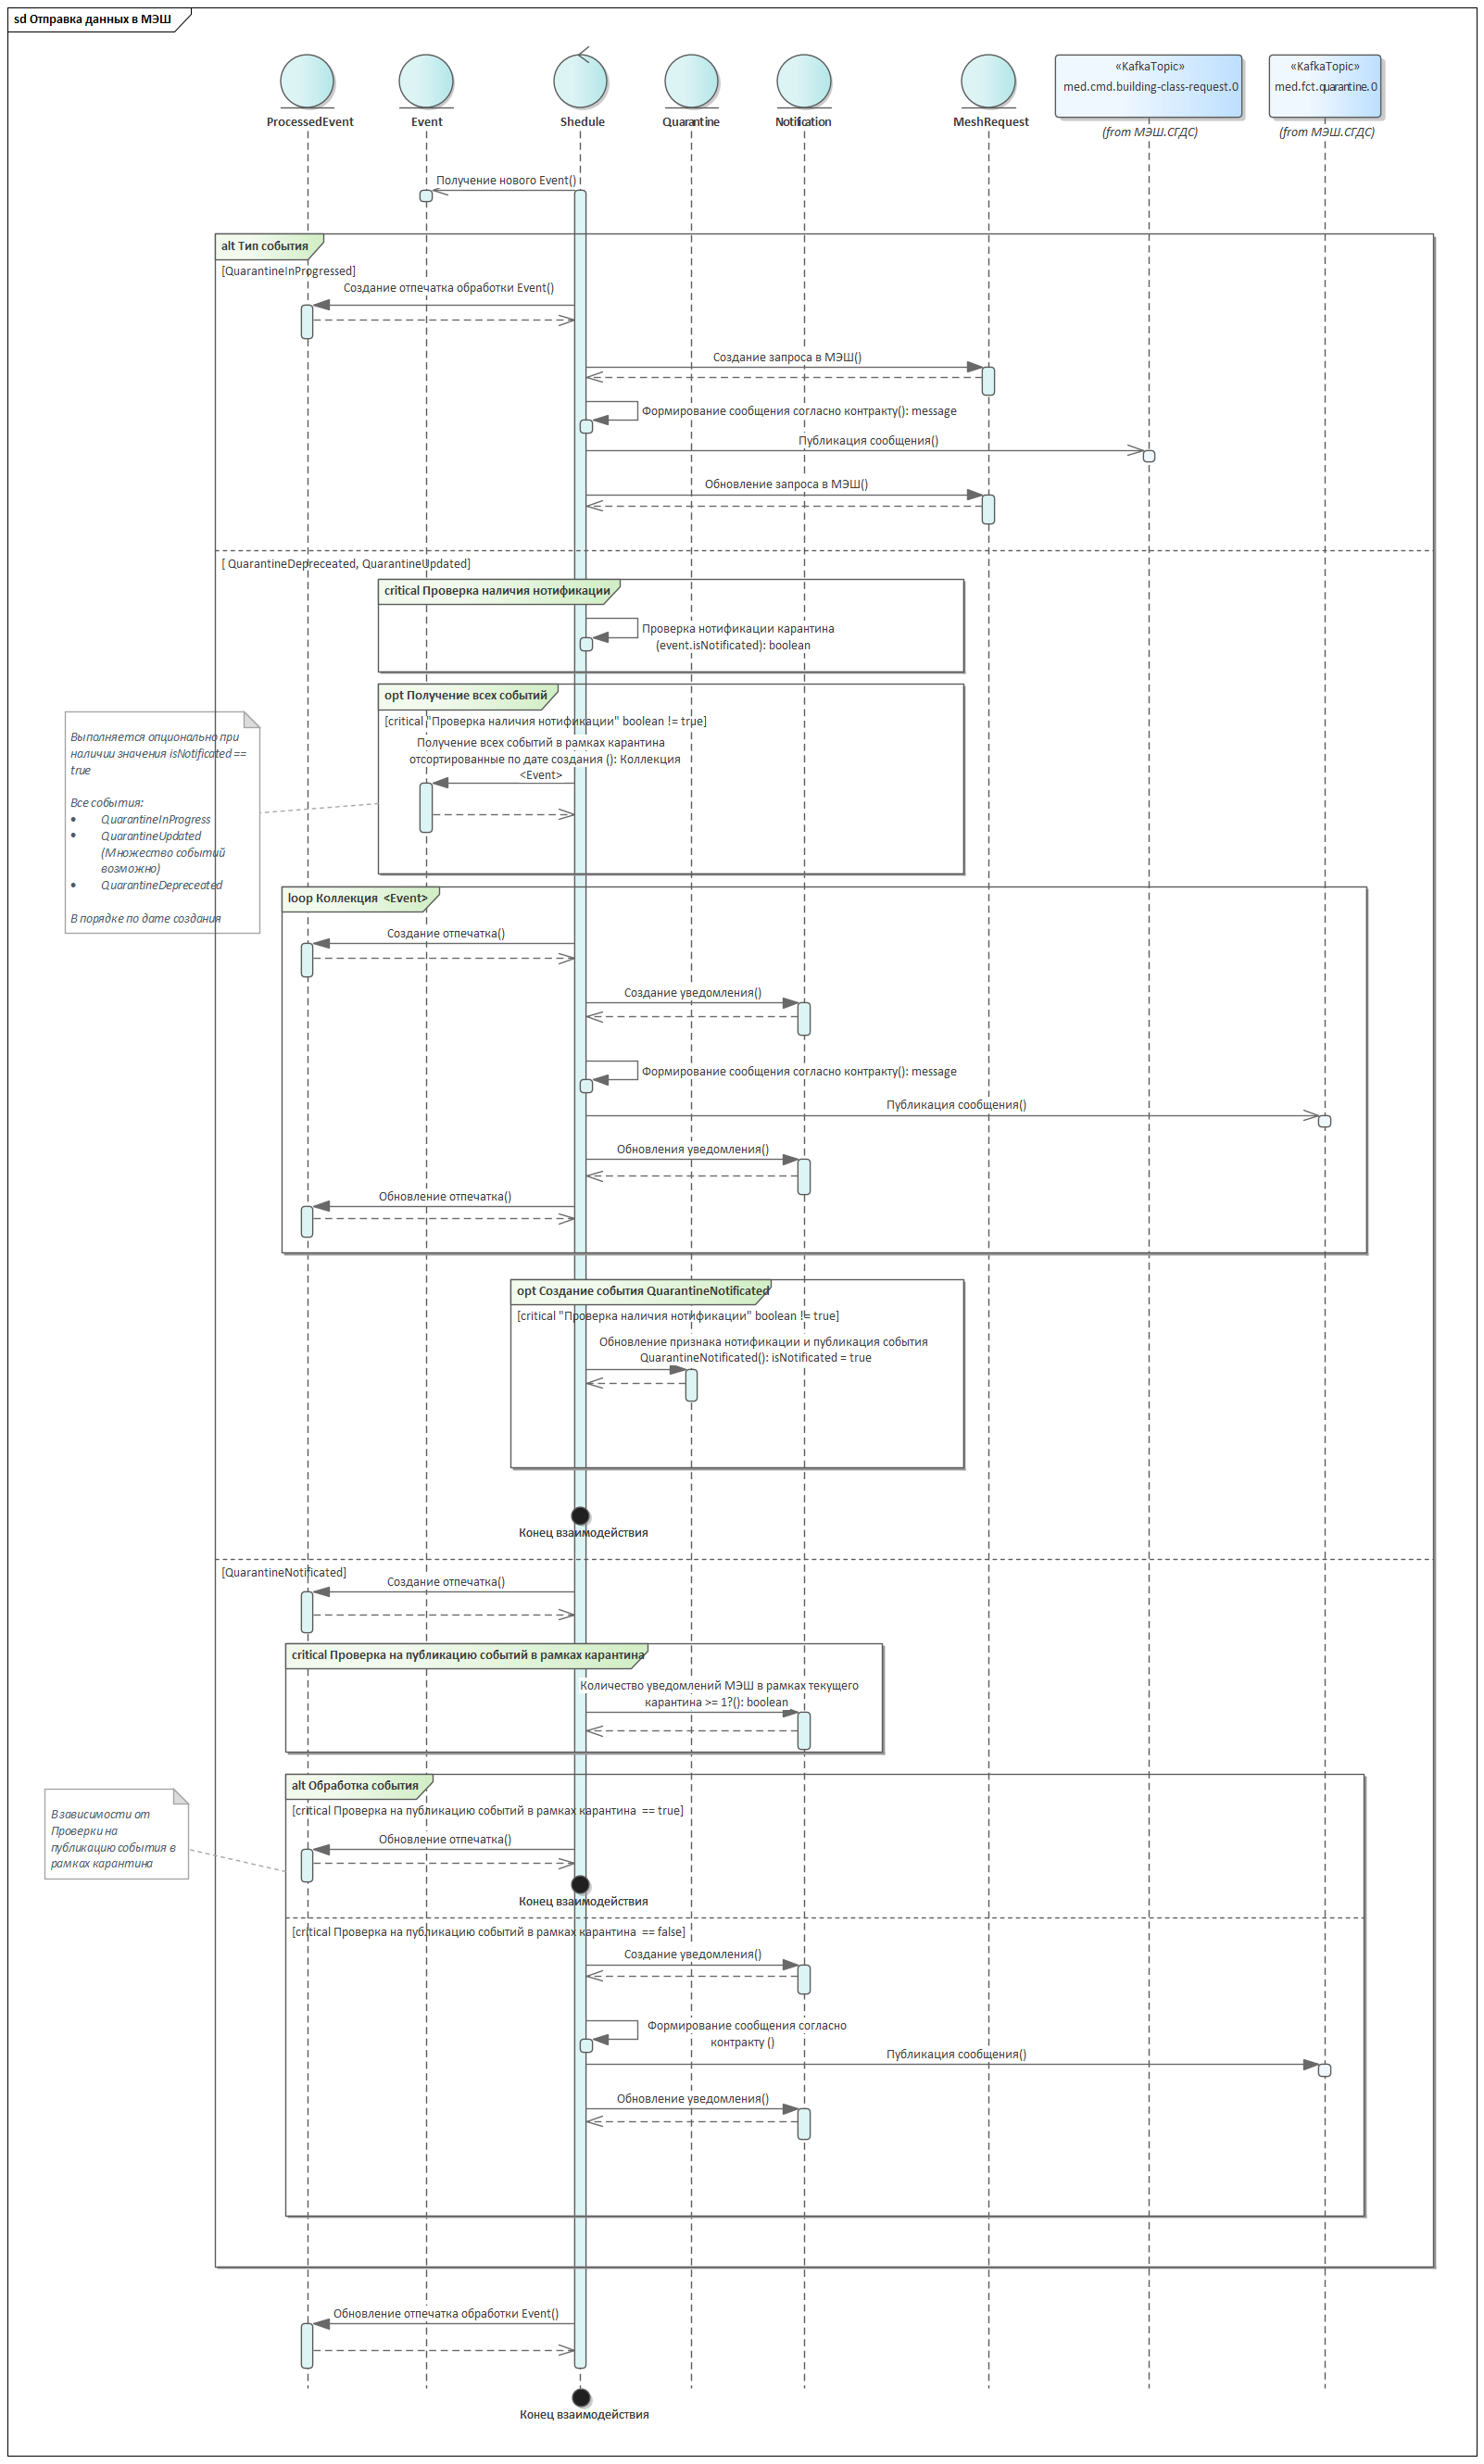 sd Отправка данных в МЭШ
«KafkaTopic»
med.cmd.building-class-request.0
«KafkaTopic»
med.fct.quarantine.0
ProcessedEvent
Event
Shedule
Quarantine
Notification
MeshRequest
(from МЭШ.СГДС)
(from МЭШ.СГДС)
Получение нового Event()
alt Тип события
[QuarantineInProgressed]
Создание отпечатка обработки Event()
Создание запроса в МЭШ()
Формирование сообщения согласно контракту(): message
Публикация сообщения()
Обновление запроса в МЭШ()
[ QuarantineDepreceated, QuarantineUpdated]
critical Проверка наличия нотификации
Проверка нотификации карантина
(event.isNotificated): boolean
opt Получение всех событий
[critical "Проверка наличия нотификации" boolean != true]
Получение всех событий в рамках карантина
отсортированные по дате создания (): Коллекция
<Event>
Выполняется опционально при
наличии значения isNotificated ==
true
Все события:
• QuarantineInProgress
• QuarantineUpdated
(Множество событий
возможно)
• QuarantineDepreceated
В порядке по дате создания
loop Коллекция <Event>
Создание отпечатка()
Создание уведомления()
Формирование сообщения согласно контракту(): message
Публикация сообщения()
Обновления уведомления()
Обновление отпечатка()
opt Создание события QuarantineNotificated
[critical "Проверка наличия нотификации" boolean != true]
Обновление признака нотификации и публикация события
QuarantineNotificated(): isNotificated = true
Конец взаимодействия
[QuarantineNotificated]
Создание отпечатка()
critical Проверка на публикацию событий в рамках карантина
Количество уведомлений МЭШ в рамках текущего
карантина >= 1?(): boolean
alt Обработка события
[critical Проверка на публикацию событий в рамках карантина == true]
В зависимости от
Проверки на
публикацию события в
рамках карантина
Обновление отпечатка()
Конец взаимодействия
[critical Проверка на публикацию событий в рамках карантина == false]
Создание уведомления()
Формирование сообщения согласно
контракту ()
Публикация сообщения()
Обновление уведомления()
Обновление отпечатка обработки Event()
Конец взаимодействия